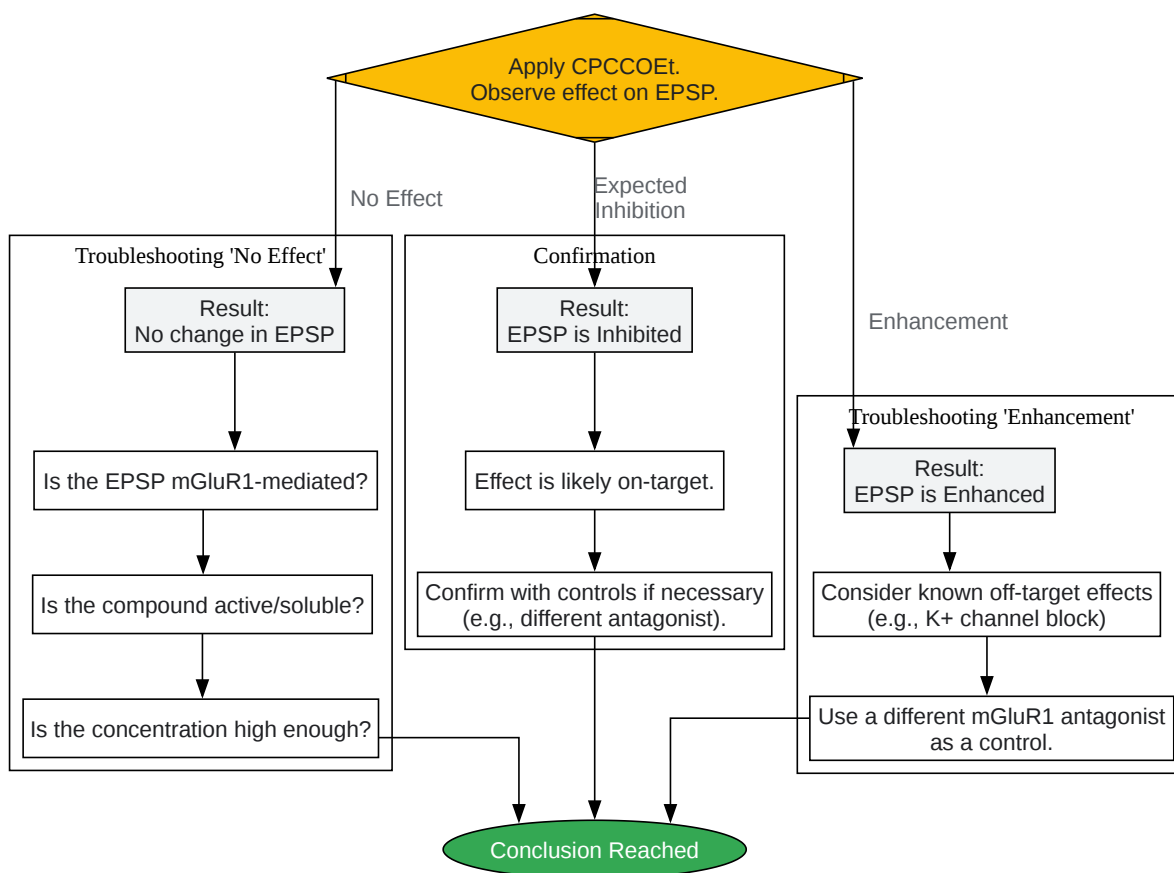 Apply CPCCOEt.
Observe effect on EPSP.
No Effect
Expected
Inhibition
Enhancement
Troubleshooting 'No Effect'
Result:
No change in EPSP
Is the EPSP mGluR1-mediated?
Is the compound active/soluble?
Is the concentration high enough?
Confirmation
Result:
EPSP is Inhibited
Effect is likely on-target.
Confirm with controls if necessary
(e.g., different antagonist).
Troubleshooting 'Enhancement'
Result:
EPSP is Enhanced
Consider known off-target effects
(e.g., K+ channel block)
Use a different mGluR1 antagonist
as a control.
Conclusion Reached